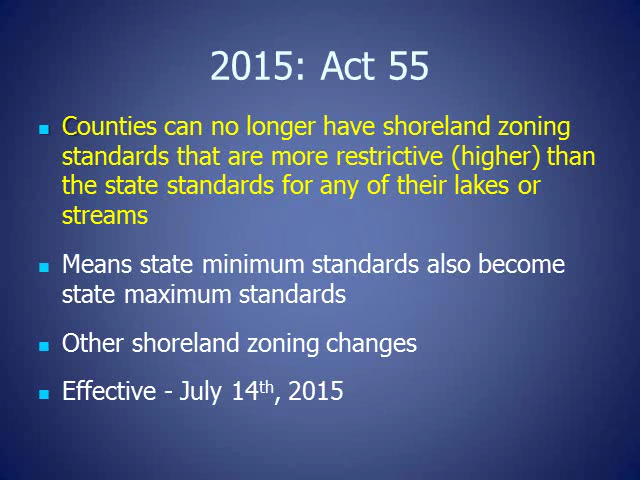 2015: Act 55
Counties can no longer have shoreland zoning
standards that are more restrictive (higher) than
the state standards for any of their lakes or
streams
Means state minimum standards also become
state maximum standards
Other shoreland zoning changes
Effective - July 14th, 2015